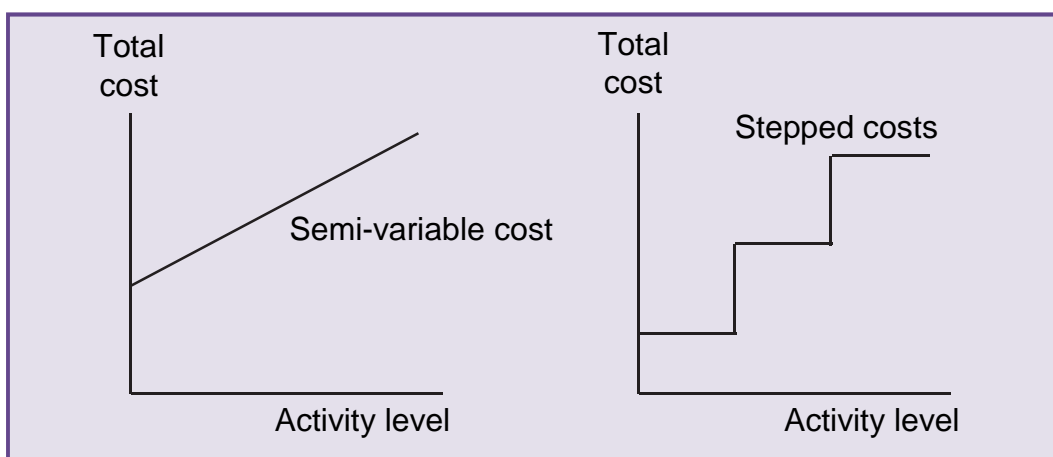 Total
cost
Semi-variable cost
Activity level
Total
cost
Stepped costs
Activity level